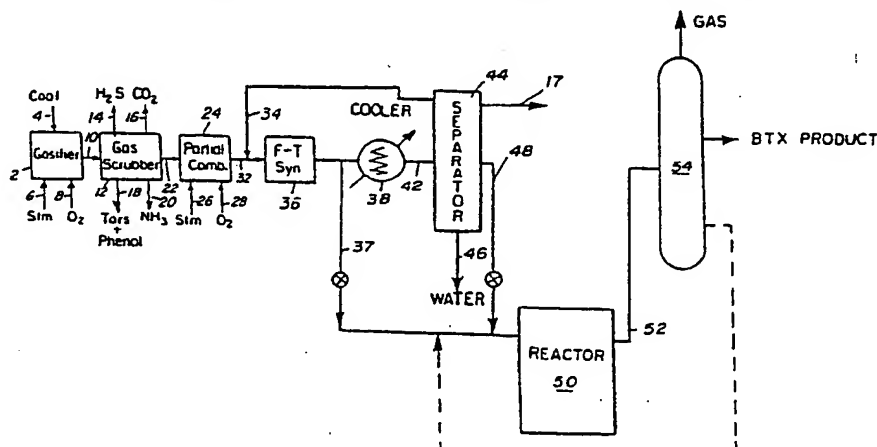 GAS
BTX PRODUCT
54
52
REACTOR
50
44
17
SEPARATOR
48
46
WATER
COOLER
42
38
37
F-T
Syn
36
34
32
24
Partial
Comb.
26
Stm
28
O2
22
H2S
CO2
14
16
Gas
Scrubber
12
18
20
Tars
+
Phenol
NH3
10
Coal
4
Gasifier
2
6
8
Stm
O2